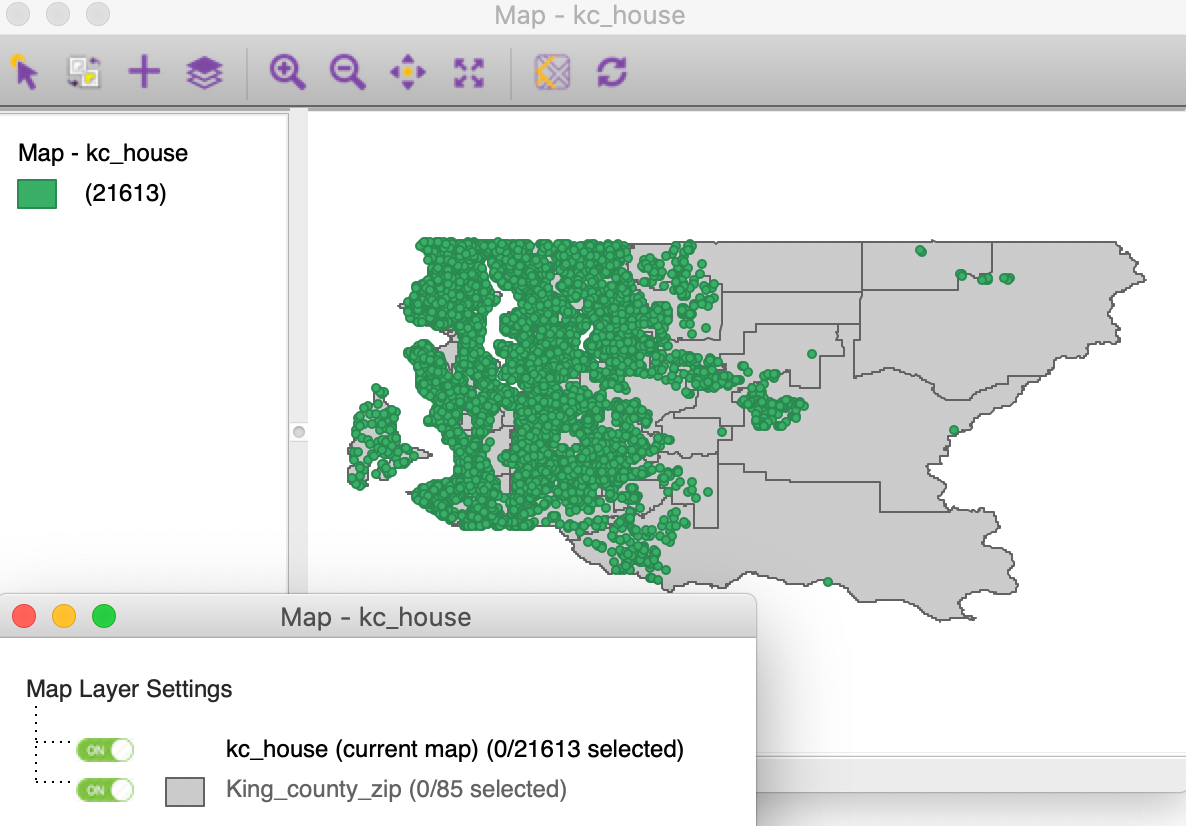 Map - kc_house
Map - kc_house
(21613)
Map - kc_house
Map Layer Settings
ON
kc_house (current map) (0/21613 selected)
ON
King_county_zip (0/85 selected)